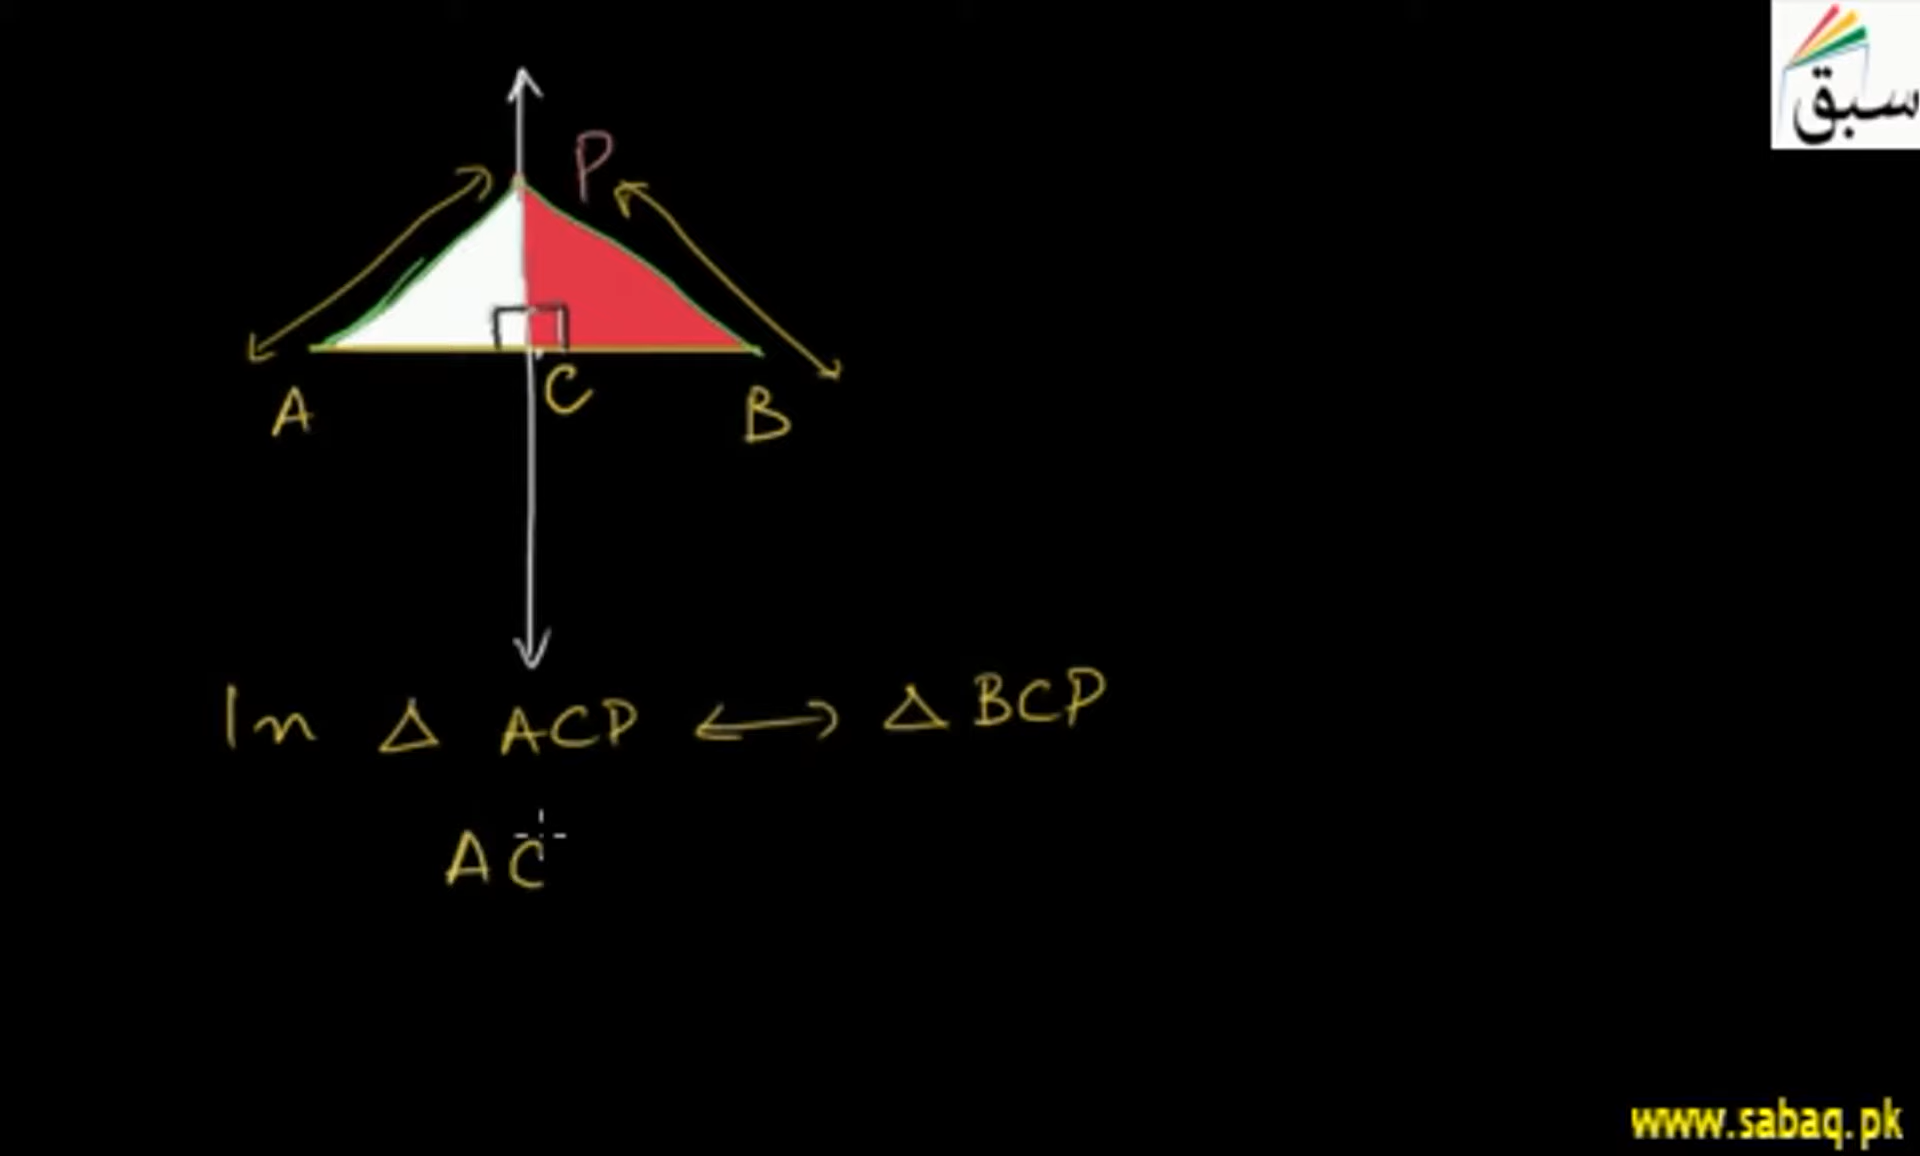 سبق
P
A C B
In Δ ACP ↔ Δ BCP
AC
www.sabaq.pk